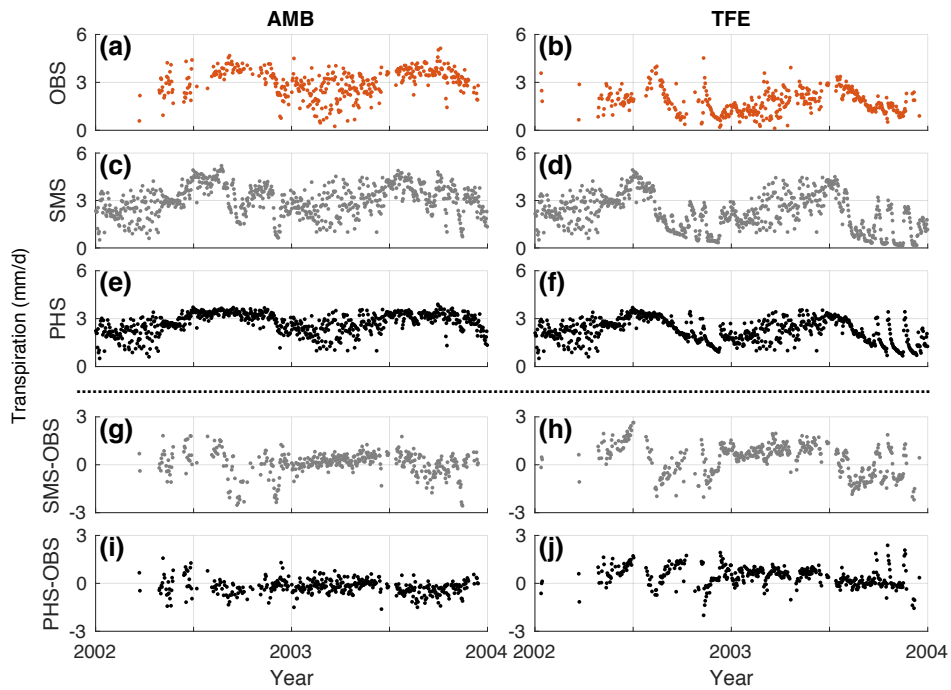 AMB
TFE
Transpiration (mm/d)
(a)
OBS
6
3
0
(b)
6
3
0
(c)
SMS
6
3
0
(d)
6
3
0
(e)
PHS
6
3
0
(f)
6
3
0
(g)
SMS-OBS
3
0
-3
(h)
3
0
-3
(i)
PHS-OBS
3
0
-3
(j)
3
0
-3
2002
2003
2004
2002
2003
2004
Year
Year